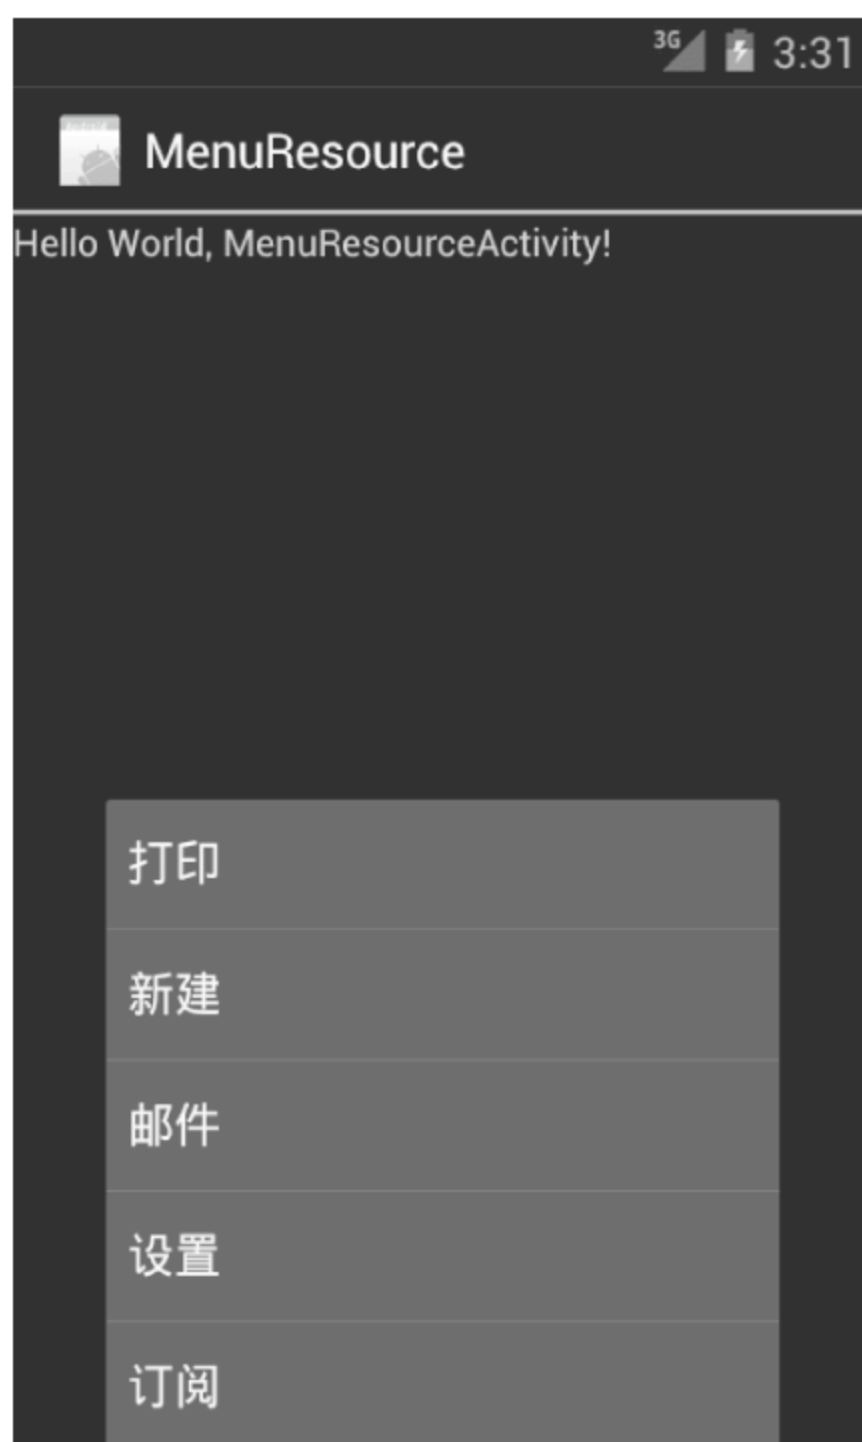 3G 3:31
MenuResource
Hello World, MenuResourceActivity!
打印
新建
邮件
设置
订阅